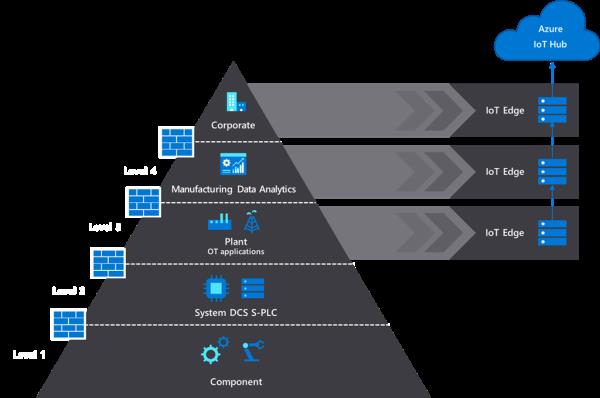 Azure
IoT Hub
Corporate
IoT Edge
Level 4
Manufacturing Data Analytics
IoT Edge
Level 3
Plant
OT applications
IoT Edge
Level 2
System DCS S-PLC
Level 1
Component